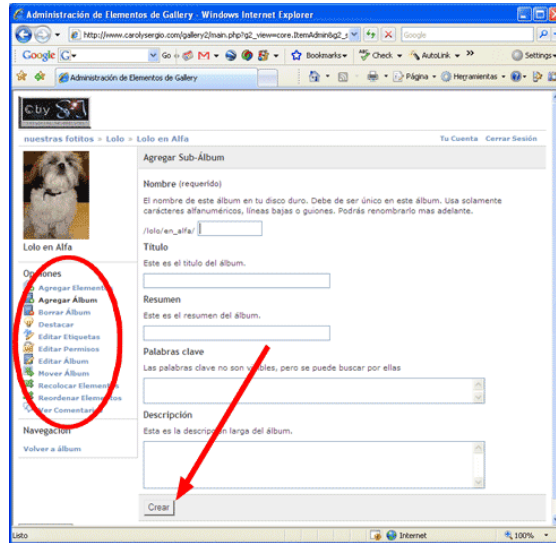 Administración de Elementos de Gallery - Windows Internet Explorer
http://www.carolysergio.com/gallery2/main.php?g2_view=core.ItemAdmin&g2_s
Google
Google
Go
Bookmarks
Check
AutoLink
Settings
Administración de Elementos de Gallery
Página
Herramientas
Cby S
nuestras fotitos » Lolo » Lolo en Alfa
Tu Cuenta Cerrar Sesión
Lolo en Alfa
Opciones
Agregar Elemento
Agregar Álbum
Borrar Álbum
Destacar
Editar Etiquetas
Editar Permisos
Editar Álbum
Mover Álbum
Recolocar Elementos
Reordenar Elementos
Ver Comentarios
Navegación
Volver a álbum
Agregar Sub-Álbum
Nombre (requerido)
El nombre de este álbum en tu disco duro. Debe de ser único en este álbum. Usa solamente
carácteres alfanuméricos, líneas bajas o guiones. Podrás renombrarlo mas adelante.
/lolo/en_alfa/
Título
Este es el titulo del álbum.
Resumen
Este es el resumen del álbum.
Palabras clave
Las palabras clave no son visibles, pero se puede buscar por ellas
Descripción
Esta es la descripción larga del álbum.
Crear
Listo
Internet
100%